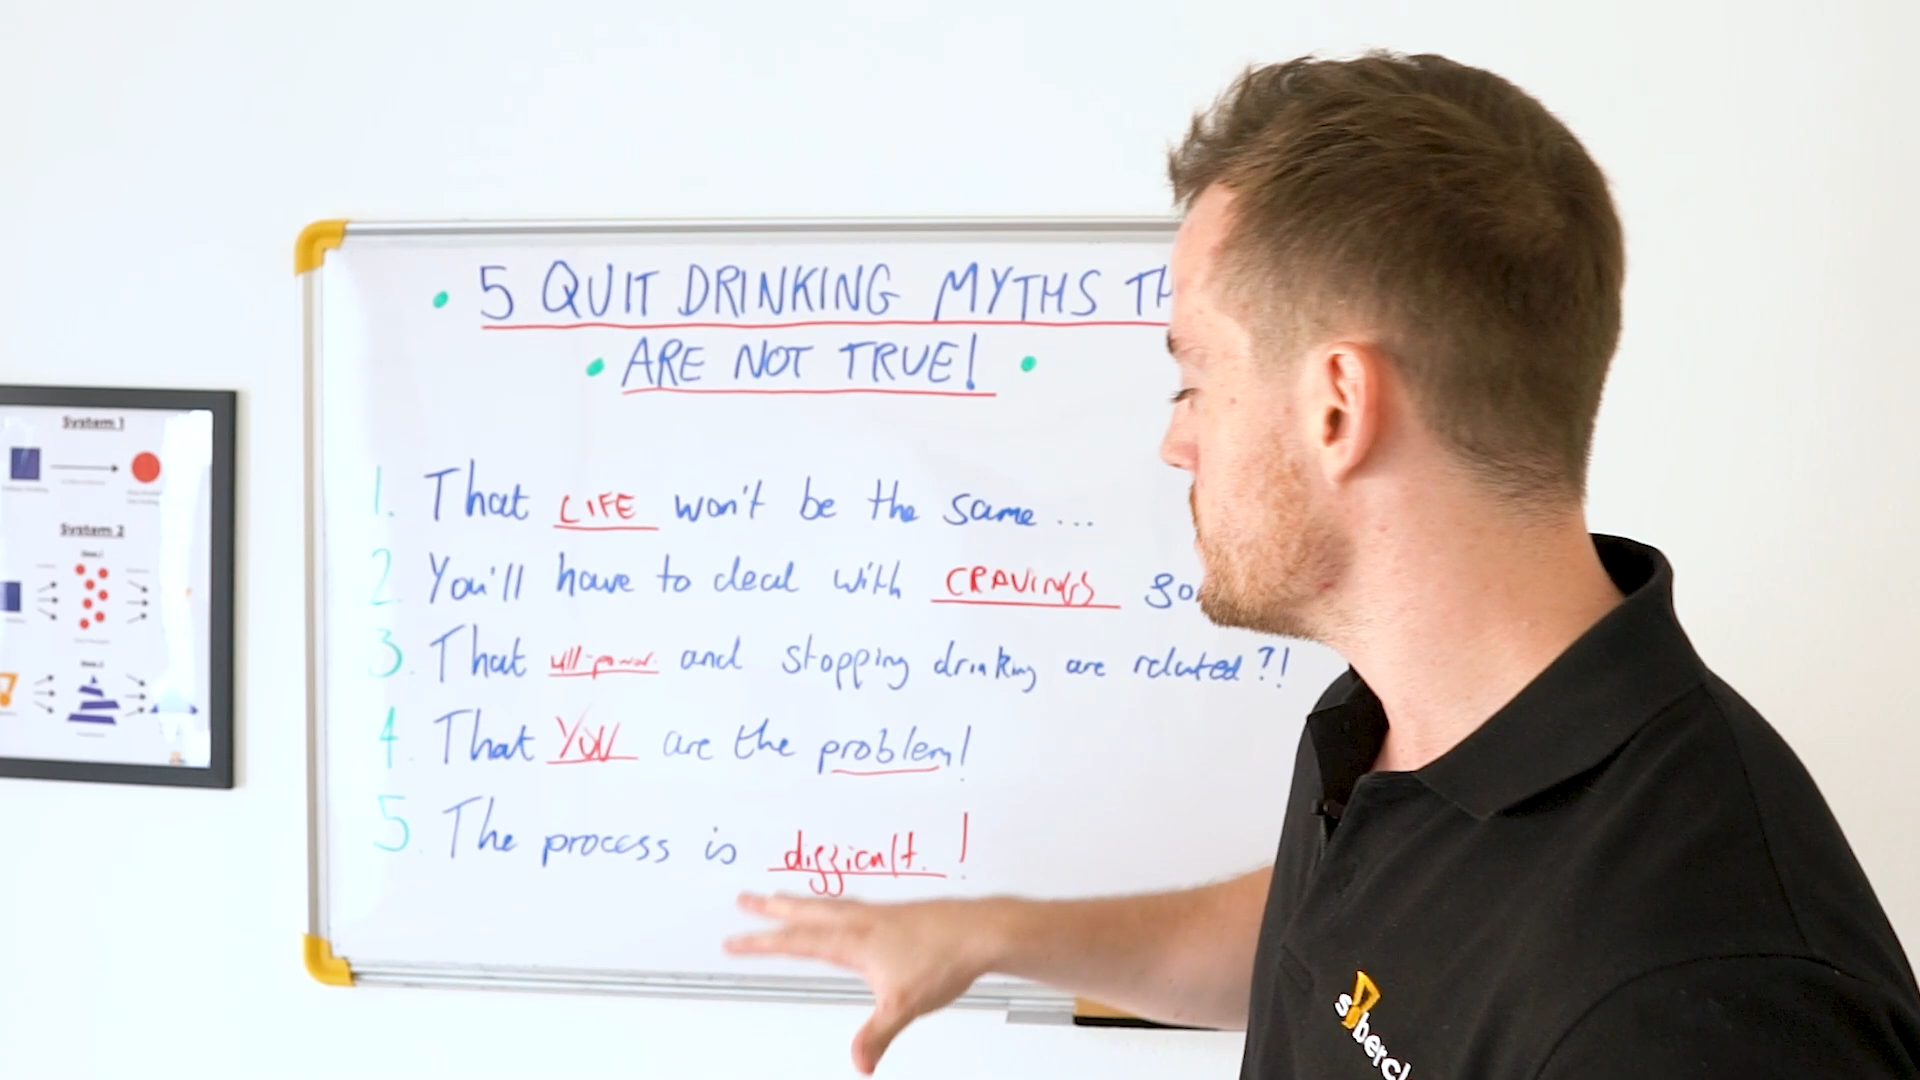 5 QUIT DRINKING MYTHS TH
ARE NOT TRUE!
1. That LIFE won't be the same...
2. You'll have to deal with CRAVINGS
3. That and stopping drinking are related?!
4. That YOU are the problem!
5. The process is difficult.!
System 1
System 2
sobercl